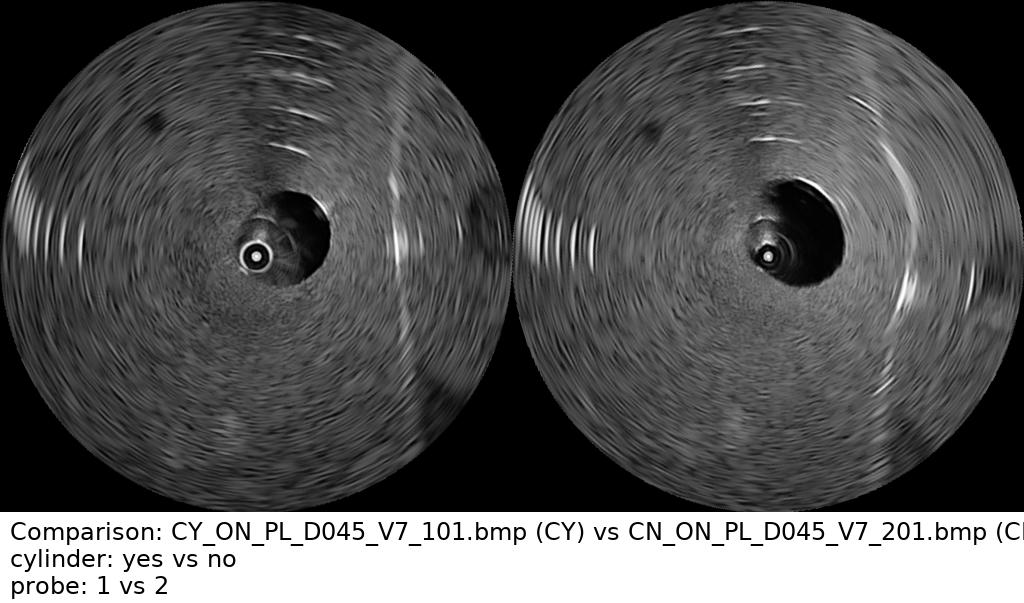 Comparison: CY_ON_PL_D045_V7_101.bmp (CY) vs CN_ON_PL_D045_V7_201.bmp
cylinder: yes vs no
probe: 1 vs 2